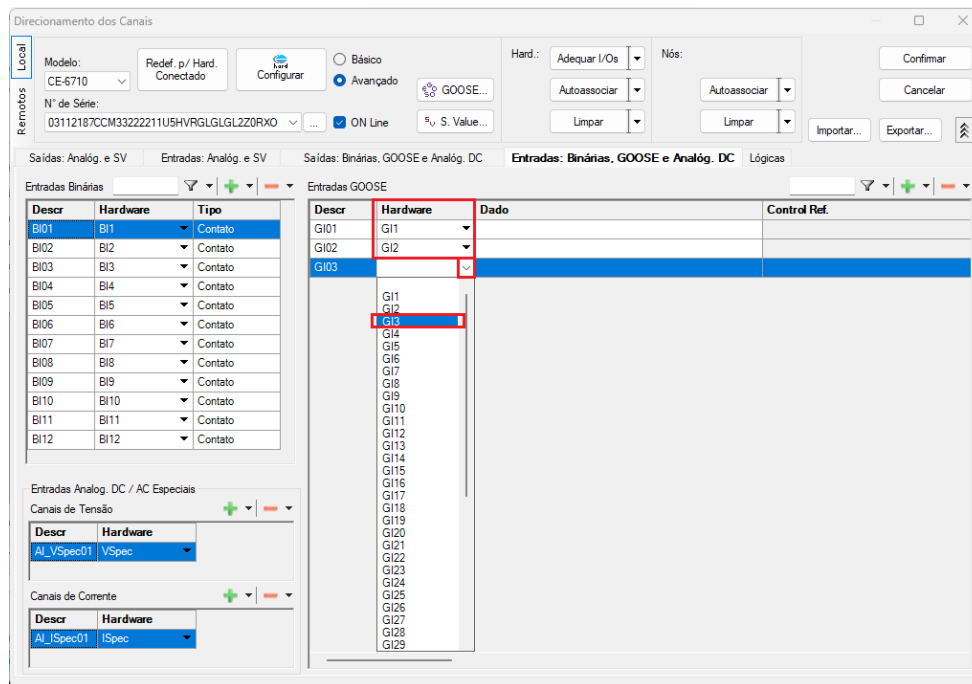 Direcionamento dos Canais
Local
Remotos
Modelo:
CE-6710
N° de Série:
03112187CCM33222211U5HVRGLGLGL2Z0RXO
...
Redef. p/ Hard.
Conectado
hard
Configurar
Básico
Avançado
ON Line
GOOSE...
S. Value...
Hard.:
Adequar I/Os
Autoassociar
Limpar
Nós:
Autoassociar
Limpar
Importar...
Exportar...
Confirmar
Cancelar
Saídas: Analóg. e SV
Entradas: Analóg. e SV
Saídas: Binárias, GOOSE e Analóg. DC
Entradas: Binárias, GOOSE e Analóg. DC
Lógicas
Entradas Binárias
Descr Hardware Tipo
BI01 BI1 Contato
BI02 BI2 Contato
BI03 BI3 Contato
BI04 BI4 Contato
BI05 BI5 Contato
BI06 BI6 Contato
BI07 BI7 Contato
BI08 BI8 Contato
BI09 BI9 Contato
BI10 BI10 Contato
BI11 BI11 Contato
BI12 BI12 Contato
Entradas Analog. DC / AC Especiais
Canais de Tensão
Descr Hardware
AI_VSpec01 VSpec
Canais de Corrente
Descr Hardware
AI_ISpec01 ISpec
Entradas GOOSE
Descr Hardware Dado Control Ref.
GI01 GI1
GI02 GI2
GI03
GI1
GI2
GI3
GI4
GI5
GI6
GI7
GI8
GI9
GI10
GI11
GI12
GI13
GI14
GI15
GI16
GI17
GI18
GI19
GI20
GI21
GI22
GI23
GI24
GI25
GI26
GI27
GI28
GI29